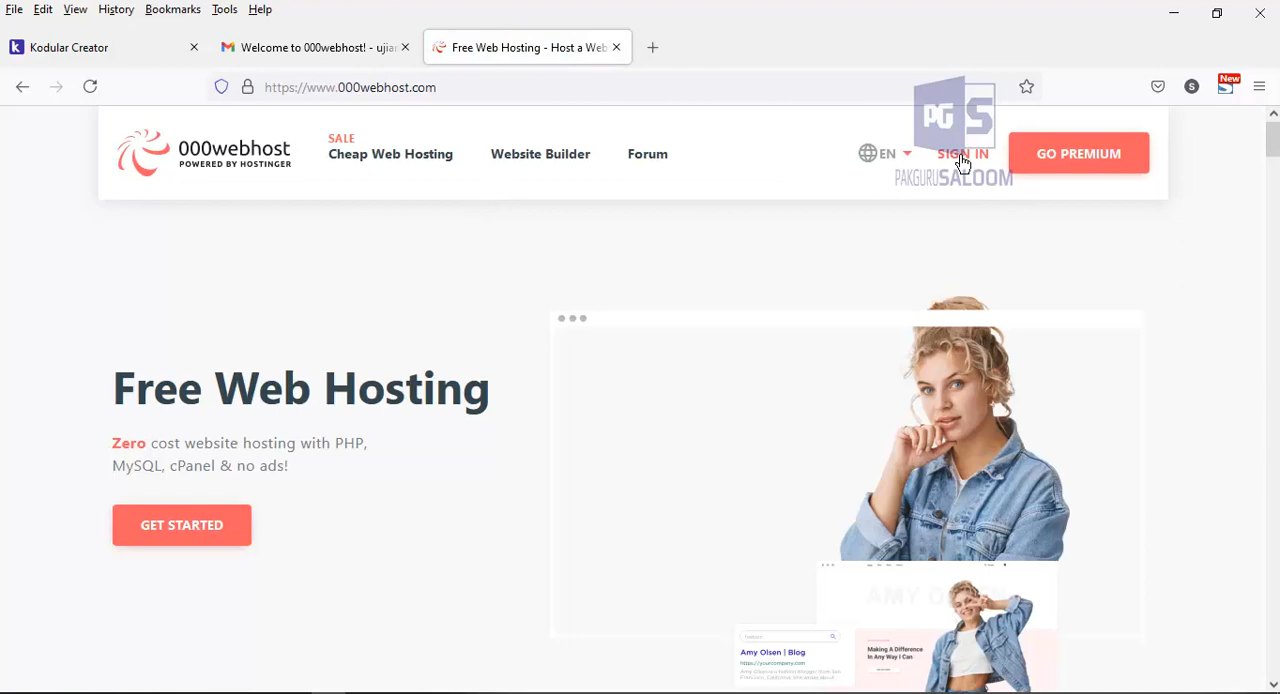 File Edit View History Bookmarks Tools Help
Kodular Creator
Welcome to 000webhost! - ujian
Free Web Hosting - Host a Web
https://www.000webhost.com
New
S
000webhost
POWERED BY HOSTINGER
SALE
Cheap Web Hosting
Website Builder
Forum
EN
SIGN IN
GO PREMIUM
PG S
PAKGURUSALOOM
Free Web Hosting
Zero cost website hosting with PHP,
MySQL, cPanel & no ads!
GET STARTED
AMY OLSEN
Amy Olsen | Blog
https://yourcompany.com
Making A Difference
In Any Way I Can